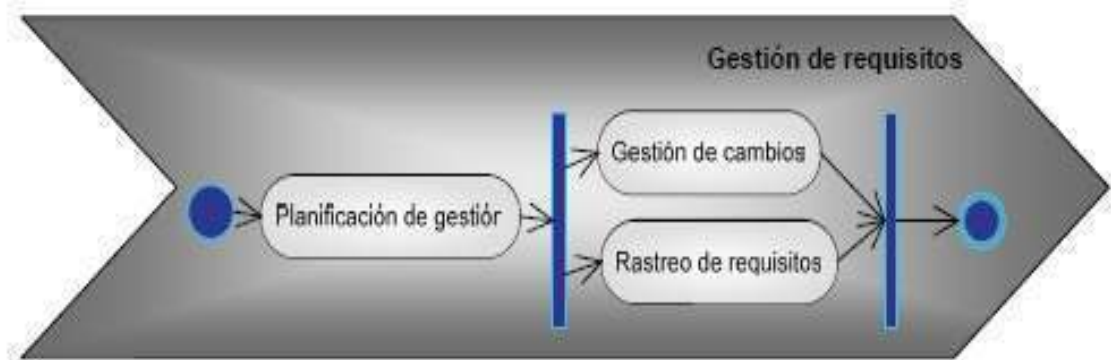 Gestión de requisitos
Gestión de cambios
Planificación de gestiór
Rastreo de requisitos